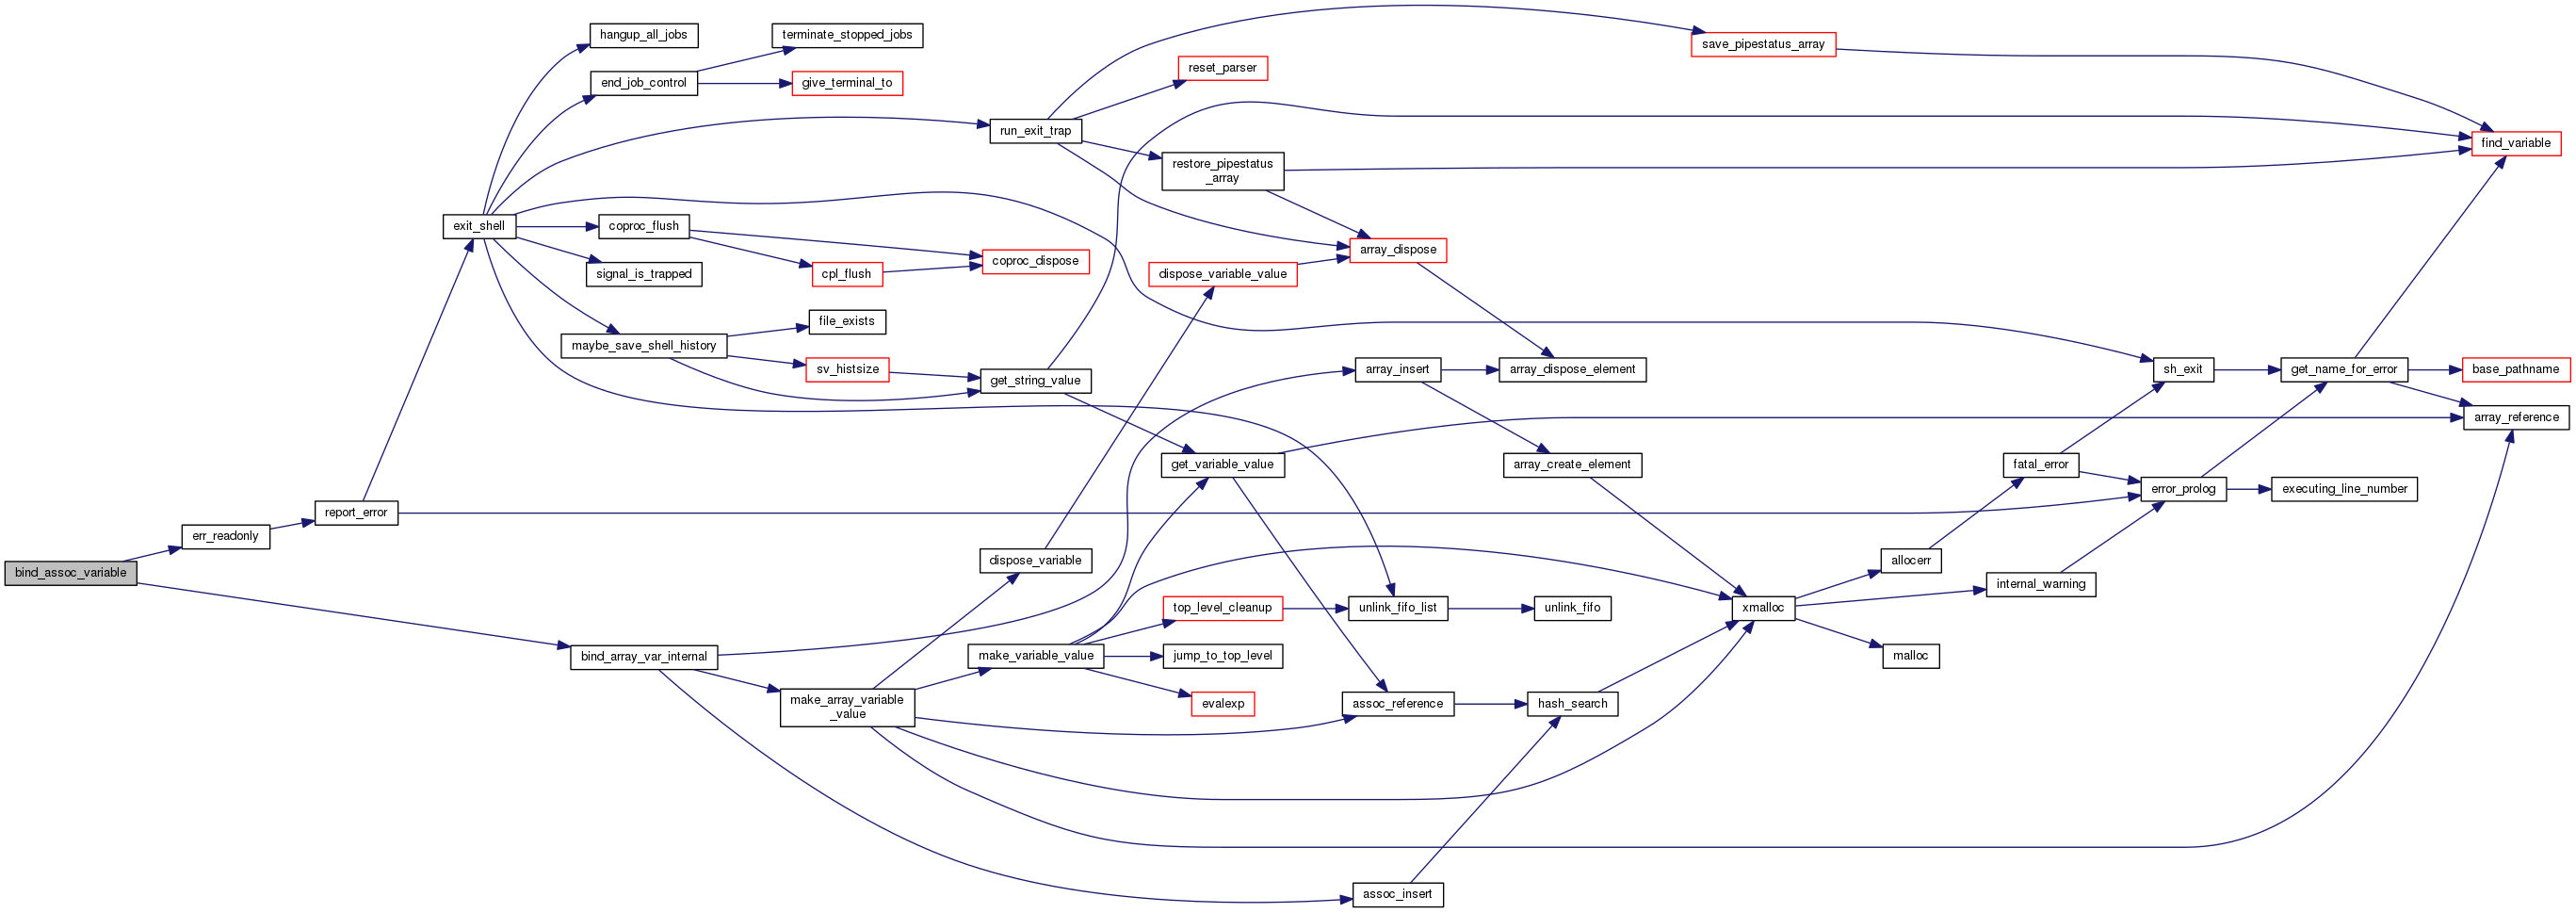 hangup_all_jobs
terminate_stopped_jobs
save_pipestatus_array
reset_parser
end_job_control
give_terminal_to
run_exit_trap
find_variable
restore_pipestatus
_array
exit_shell
coproc_flush
array_dispose
signal_is_trapped
cpl_flush
coproc_dispose
dispose_variable_value
file_exists
maybe_save_shell_history
sv_histsize
get_string_value
array_insert
array_dispose_element
sh_exit
get_name_for_error
base_pathname
array_reference
get_variable_value
array_create_element
fatal_error
error_prolog
executing_line_number
report_error
err_readonly
bind_assoc_variable
dispose_variable
allocerr
internal_warning
top_level_cleanup
unlink_fifo_list
unlink_fifo
xmalloc
bind_array_var_internal
make_variable_value
jump_to_top_level
malloc
make_array_variable
_value
evalexp
assoc_reference
hash_search
assoc_insert